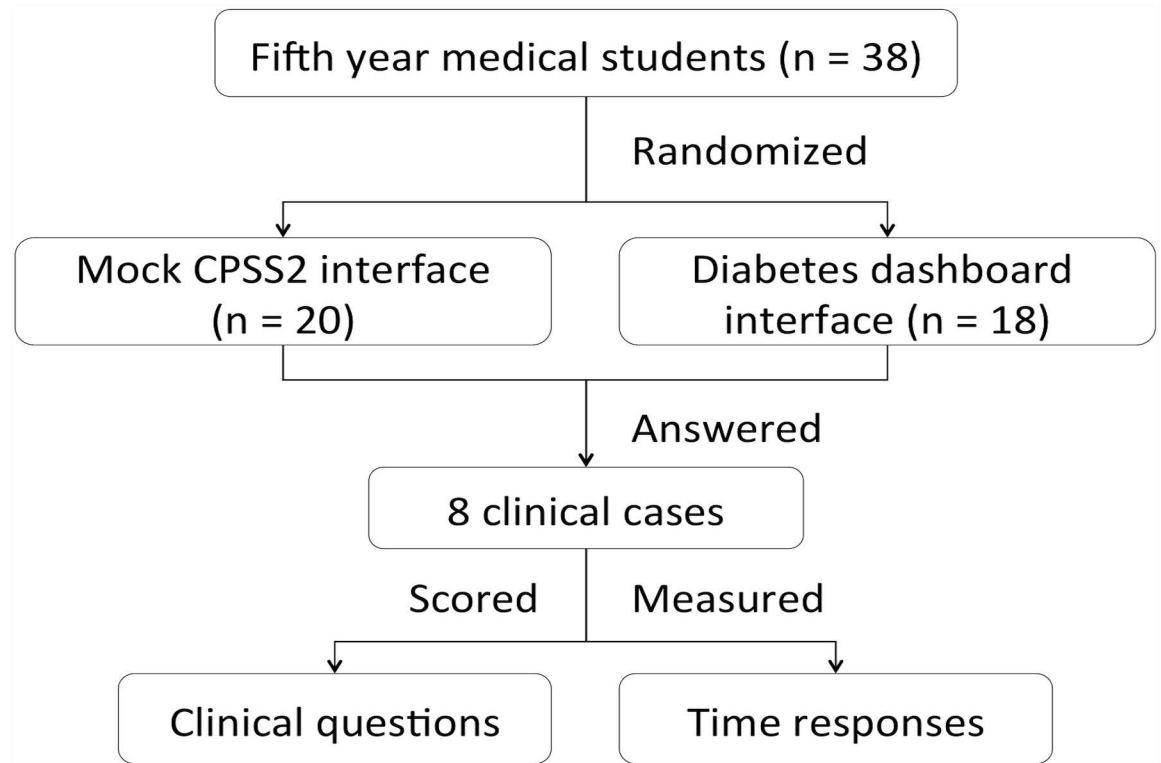 Fifth year medical students (n = 38)
Randomized
Mock CPSS2 interface
(n = 20)
Diabetes dashboard
interface (n = 18)
Answered
8 clinical cases
Scored
Measured
Clinical questions
Time responses